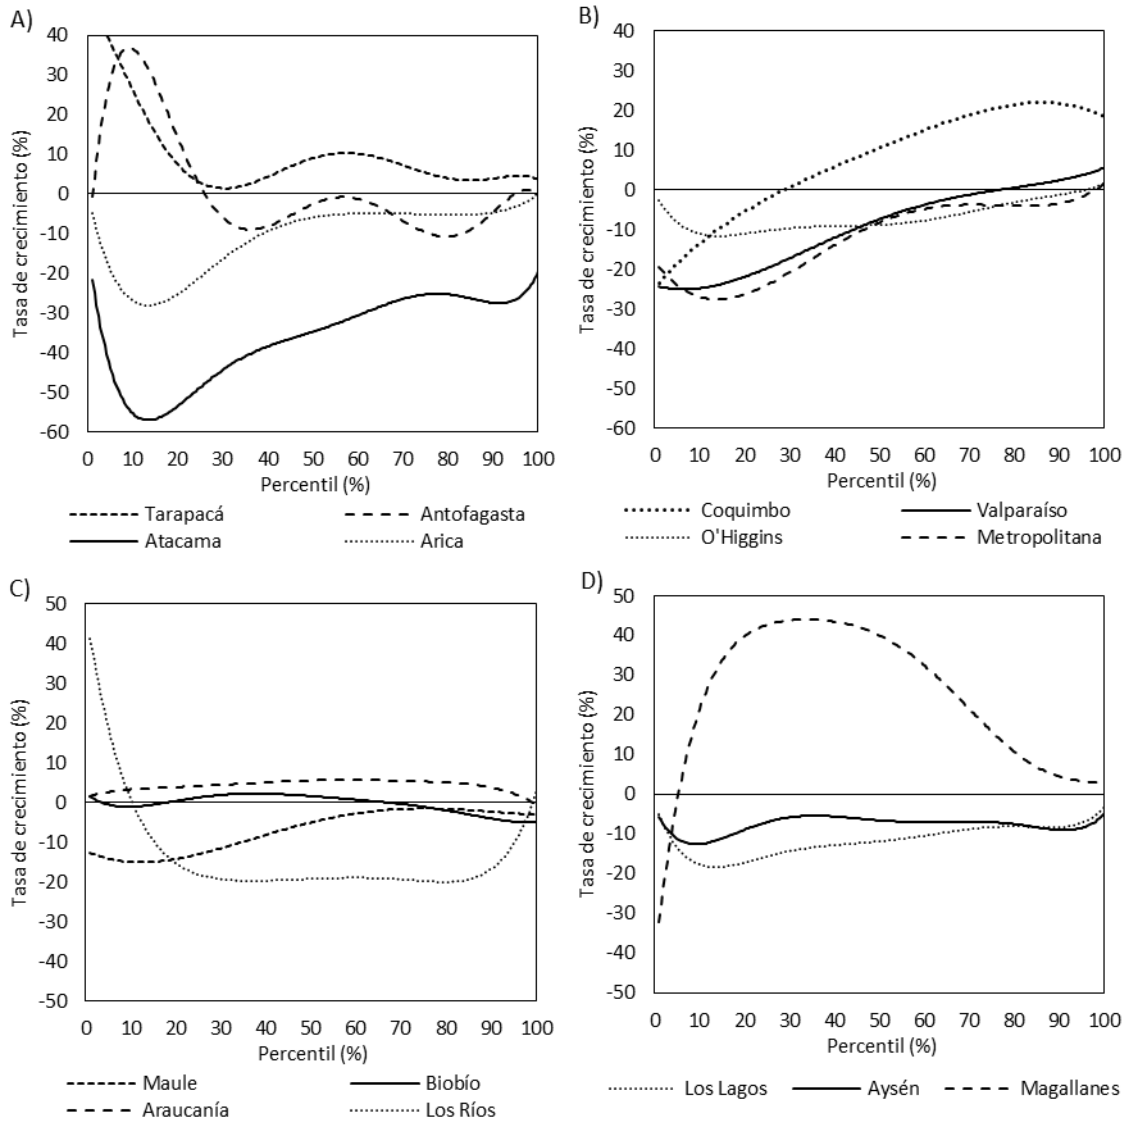 A)
40
30
20
10
0
-10
-20
-30
-40
-50
-60
Tasa de crecimiento (%)
0 10 20 30 40 50 60 70 80 90 100
Percentil (%)
Tarapacá Antofagasta
Atacama Arica
B)
40
30
20
10
0
-10
-20
-30
-40
-50
-60
Tasa de crecimiento (%)
0 10 20 30 40 50 60 70 80 90 100
Percentil (%)
Coquimbo Valparaíso
O'Higgins Metropolitana
C)
50
40
30
20
10
0
-10
-20
-30
-40
-50
Tasa de crecimiento (%)
0 10 20 30 40 50 60 70 80 90 100
Percentil (%)
Maule Biobío
Araucanía Los Ríos
D)
50
40
30
20
10
0
-10
-20
-30
-40
-50
Tasa de crecimiento (%)
0 10 20 30 40 50 60 70 80 90 100
Percentil (%)
Los Lagos Aysén Magallanes